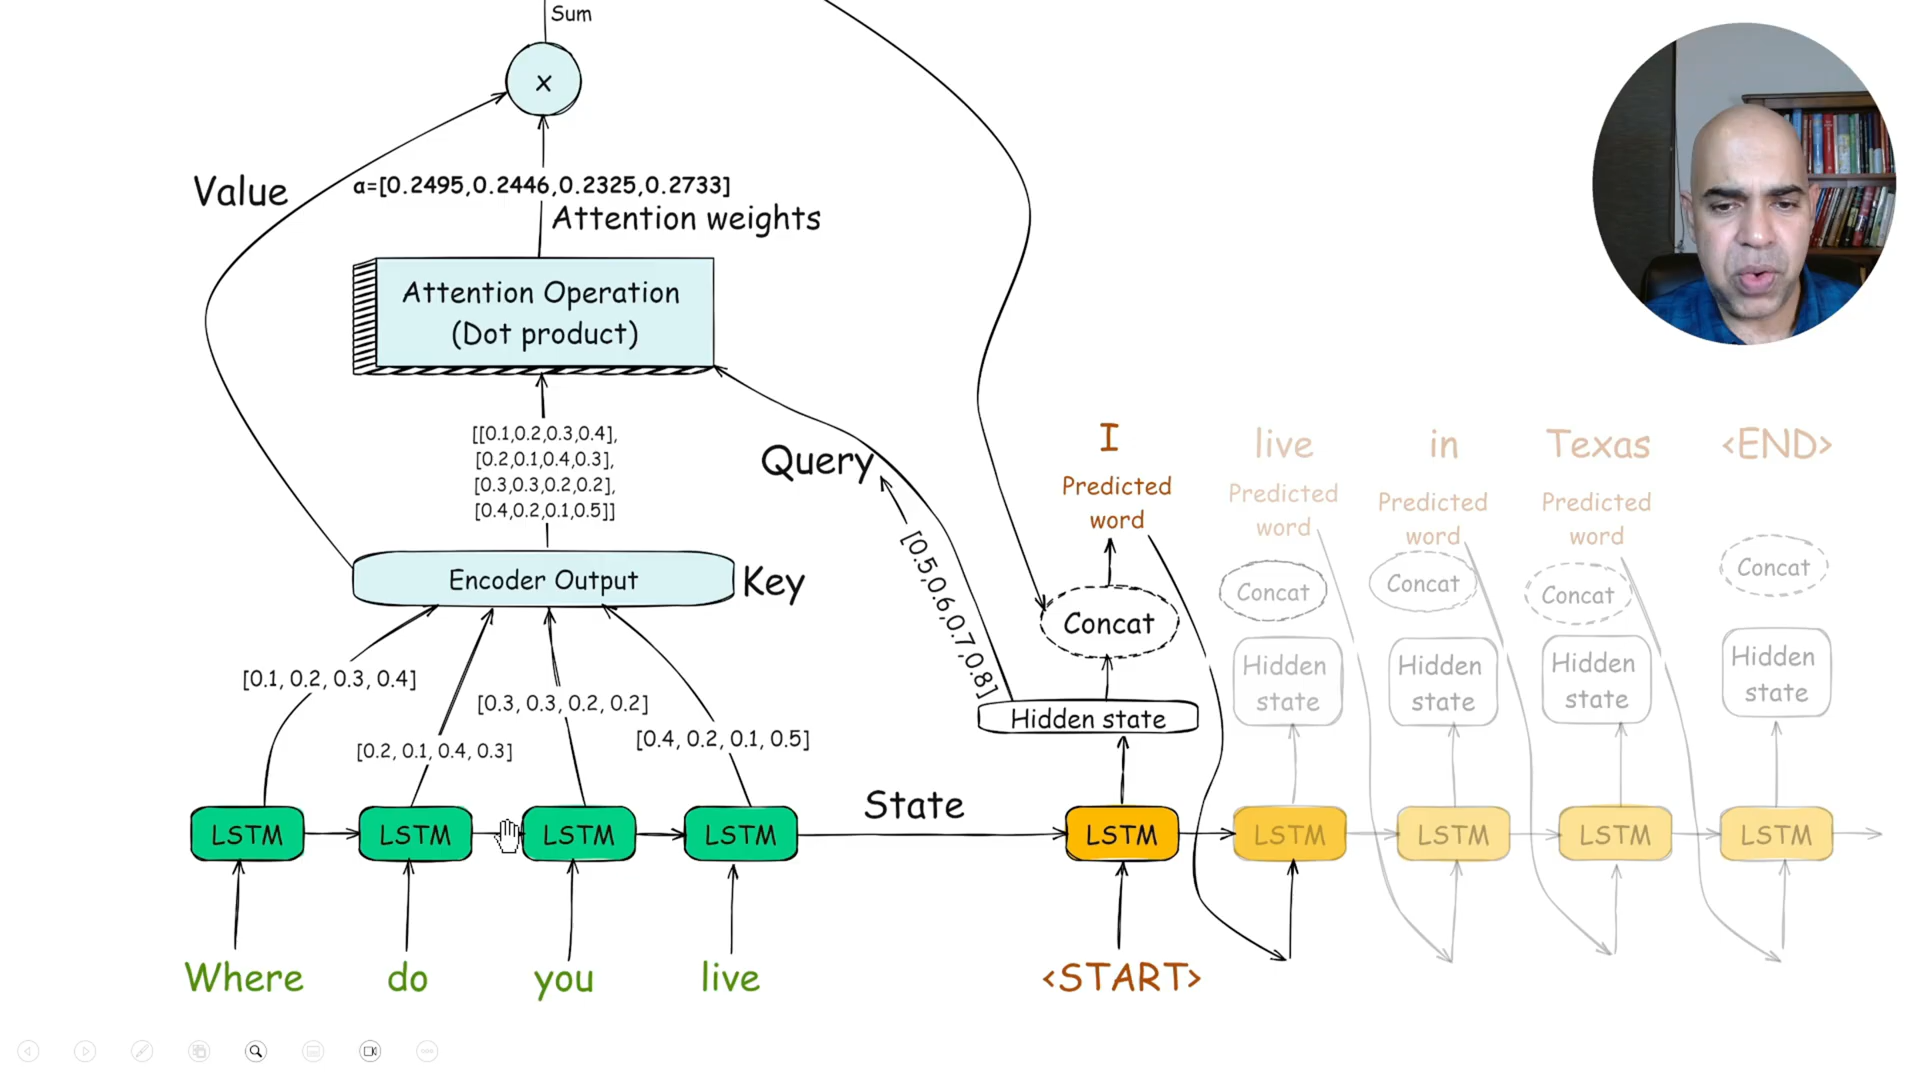 Sum
x
Value
α=[0.2495,0.2446,0.2325,0.2733]
Attention weights
Attention Operation
(Dot product)
[[0.1,0.2,0.3,0.4],
[0.2,0.1,0.4,0.3],
[0.3,0.3,0.2,0.2],
[0.4,0.2,0.1,0.5]]
Query
[0.5,0.6,0.7,0.8]
Encoder Output
Key
[0.1, 0.2, 0.3, 0.4]
[0.2, 0.1, 0.4, 0.3]
[0.3, 0.3, 0.2, 0.2]
[0.4, 0.2, 0.1, 0.5]
LSTM
LSTM
LSTM
LSTM
State
Where
do
you
live
I
Predicted
word
Concat
Hidden state
LSTM
<START>
live
Predicted
word
Concat
Hidden
state
LSTM
in
Predicted
word
Concat
Hidden
state
LSTM
Texas
Predicted
word
Concat
Hidden
state
LSTM
<END>
Concat
Hidden
state
LSTM